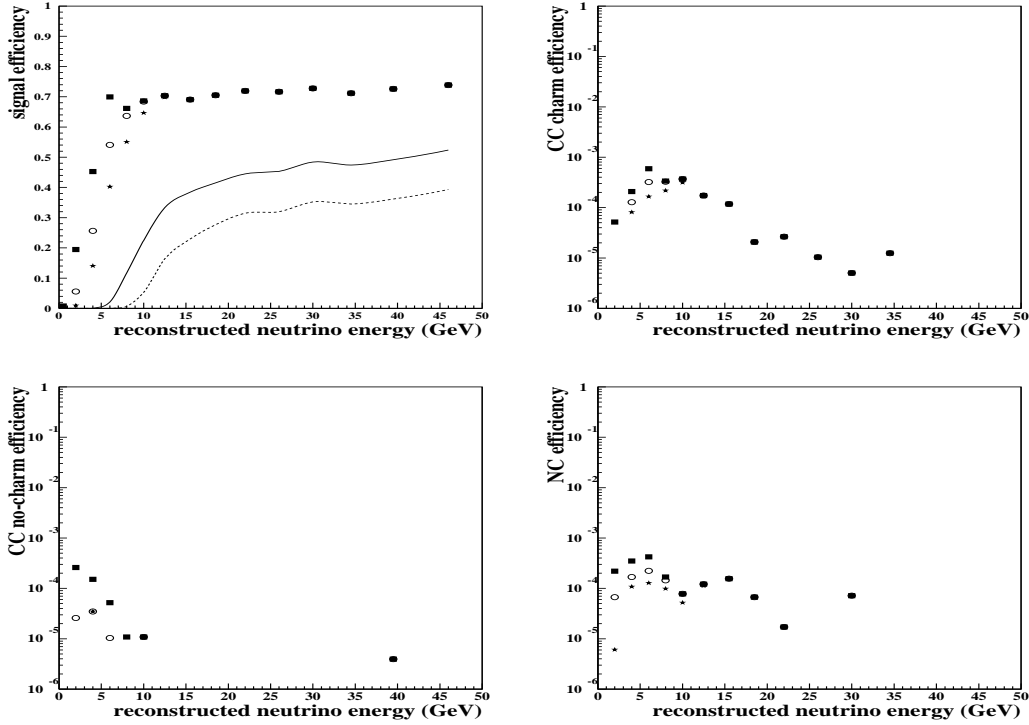 signal efficiency
1
0.9
0.8
0.7
0.6
0.5
0.4
0.3
0.2
0.1
0
0 5 10 15 20 25 30 35 40 45 50
reconstructed neutrino energy (GeV)
CC charm efficiency
1
10 -1
10 -2
10 -3
10 -4
10 -5
10 -6
0 5 10 15 20 25 30 35 40 45 50
reconstructed neutrino energy (GeV)
CC no-charm efficiency
1
10 -1
10 -2
10 -3
10 -4
10 -5
10 -6
0 5 10 15 20 25 30 35 40 45 50
reconstructed neutrino energy (GeV)
NC efficiency
1
10 -1
10 -2
10 -3
10 -4
10 -5
10 -6
0 5 10 15 20 25 30 35 40 45 50
reconstructed neutrino energy (GeV)